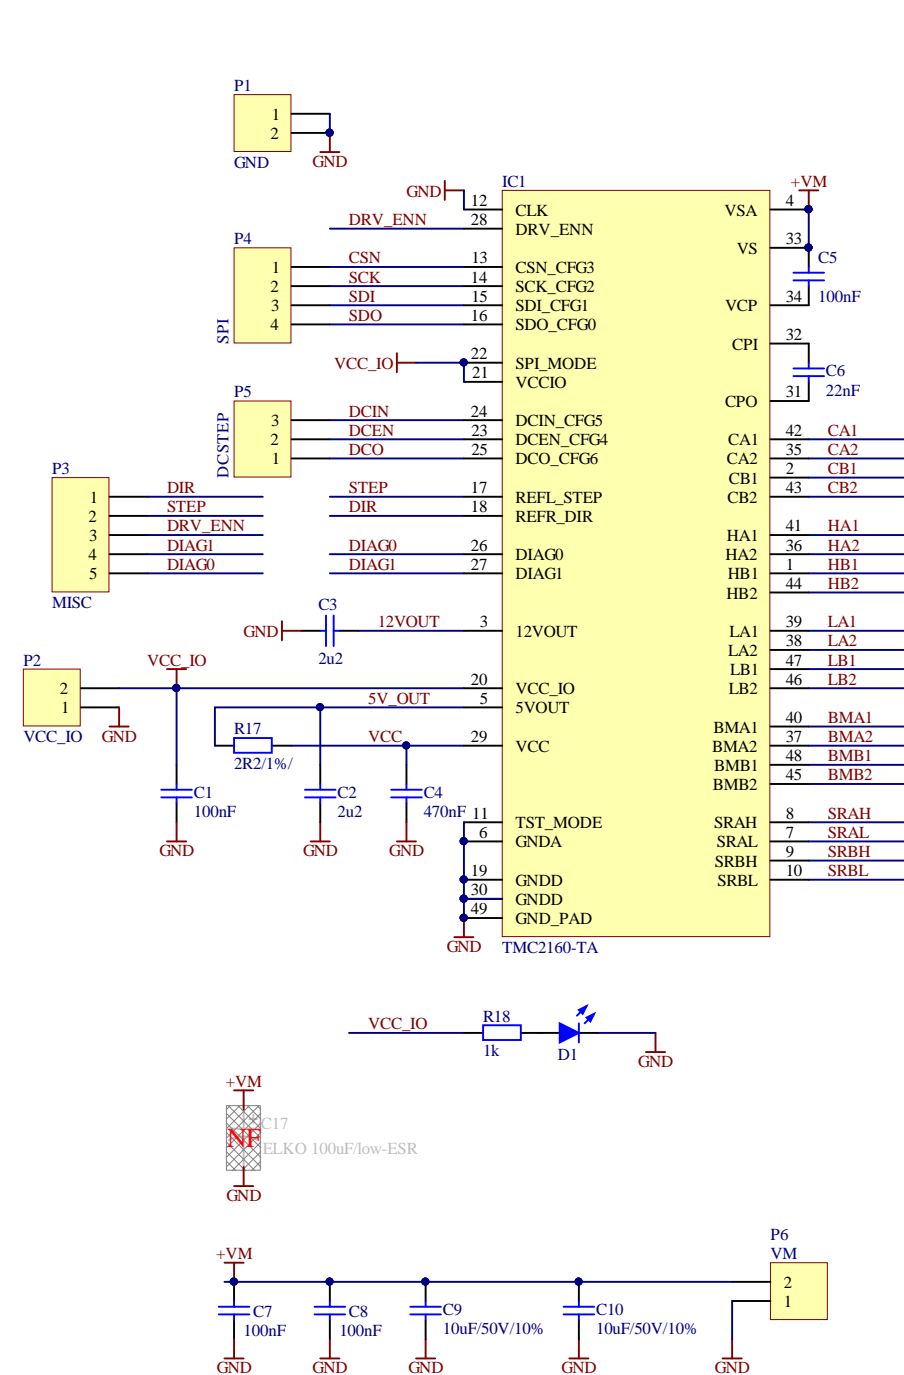 P1
1
2
GND
GND
IC1
+VM
GND
12
CLK
VSA
4
DRV_ENN
28
DRV_ENN
P4
VS
33
1
CSN
13
CSN_CFG3
C5
2
SCK
14
SCK_CFG2
3
SDI
15
SDI_CFG1
VCP
34
100nF
4
SDO
16
SDO_CFG0
SPI
CPI
32
VCC_IO
22
SPI_MODE
21
VCCIO
C6
P5
22nF
CPO
31
3
DCIN
24
DCIN_CFG5
2
DCEN
23
DCEN_CFG4
CA1
42
CA1
1
DCO
25
DCO_CFG6
CA2
35
CA2
DCSTEP
CB1
2
CB1
P3
1
DIR
STEP
17
REFL_STEP
CB2
43
CB2
2
STEP
DIR
18
REFR_DIR
3
DRV_ENN
HA1
41
HA1
4
DIAG1
DIAG0
26
DIAG0
HA2
36
HA2
5
DIAG0
DIAG1
27
DIAG1
HB1
1
HB1
MISC
HB2
44
HB2
C3
GND
12VOUT
3
12VOUT
LA1
39
LA1
2u2
LA2
38
LA2
P2
VCC_IO
LB1
47
LB1
2
20
VCC_IO
LB2
46
LB2
1
5V_OUT
5
5VOUT
VCC_IO
GND
BMA1
40
BMA1
R17
VCC
29
VCC
BMA2
37
BMA2
2R2/1%/
BMB1
48
BMB1
BMB2
45
BMB2
C1
C2
C4
100nF
2u2
470nF
11
TST_MODE
SRAH
8
SRAH
6
GNDA
SRAL
7
SRAL
GND
GND
GND
SRBH
9
SRBH
19
GNDD
SRBL
10
SRBL
30
GNDD
49
GND_PAD
GND
TMC2160-TA
VCC_IO
R18
1k
D1
GND
+VM
C17
NF
ELKO 100uF/low-ESR
GND
P6
VM
+VM
2
1
C7
C8
C9
C10
100nF
100nF
10uF/50V/10%
10uF/50V/10%
GND
GND
GND
GND
GND